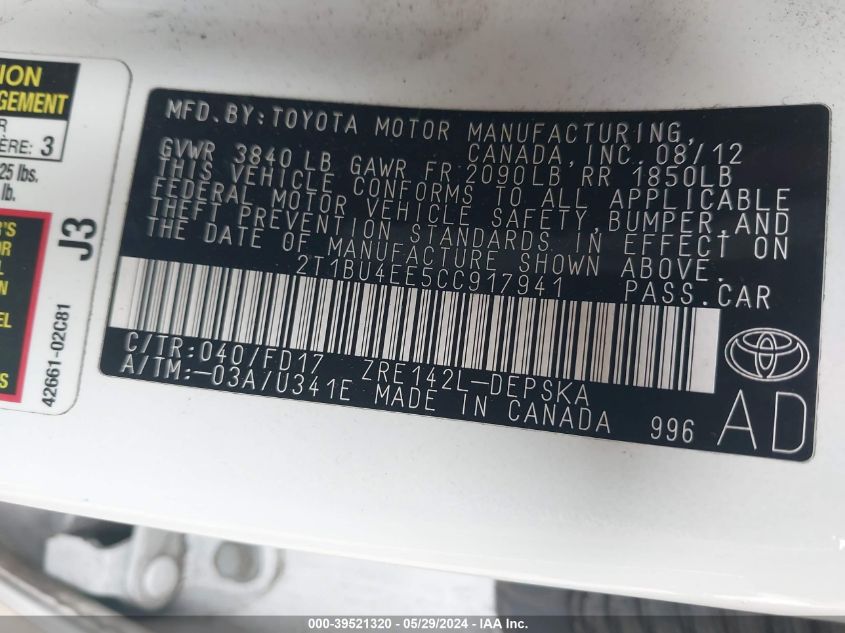 ION
GEMENT
R
ÈRE: 3
25 lbs.
lb.
'S
OR
L
N
EL
S
J3
42661-02C81
MFD. BY: TOYOTA MOTOR MANUFACTURING,
CANADA, INC. 08/12
GVWR 3840 LB GAWR FR 2090LB RR 1850LB
THIS VEHICLE CONFORMS TO ALL APPLICABLE
FEDERAL MOTOR VEHICLE SAFETY, BUMPER, AND
THEFT PREVENTION STANDARDS IN EFFECT ON
THE DATE OF MANUFACTURE SHOWN ABOVE.
2T1BU4EE5CC917941 PASS.CAR
C/TR:040/FD17 ZRE142L-DEPSKA
A/TM:-03A/U341E MADE IN CANADA
996 AD
000-39521320 | 05/29/2024 - IAA, Inc.